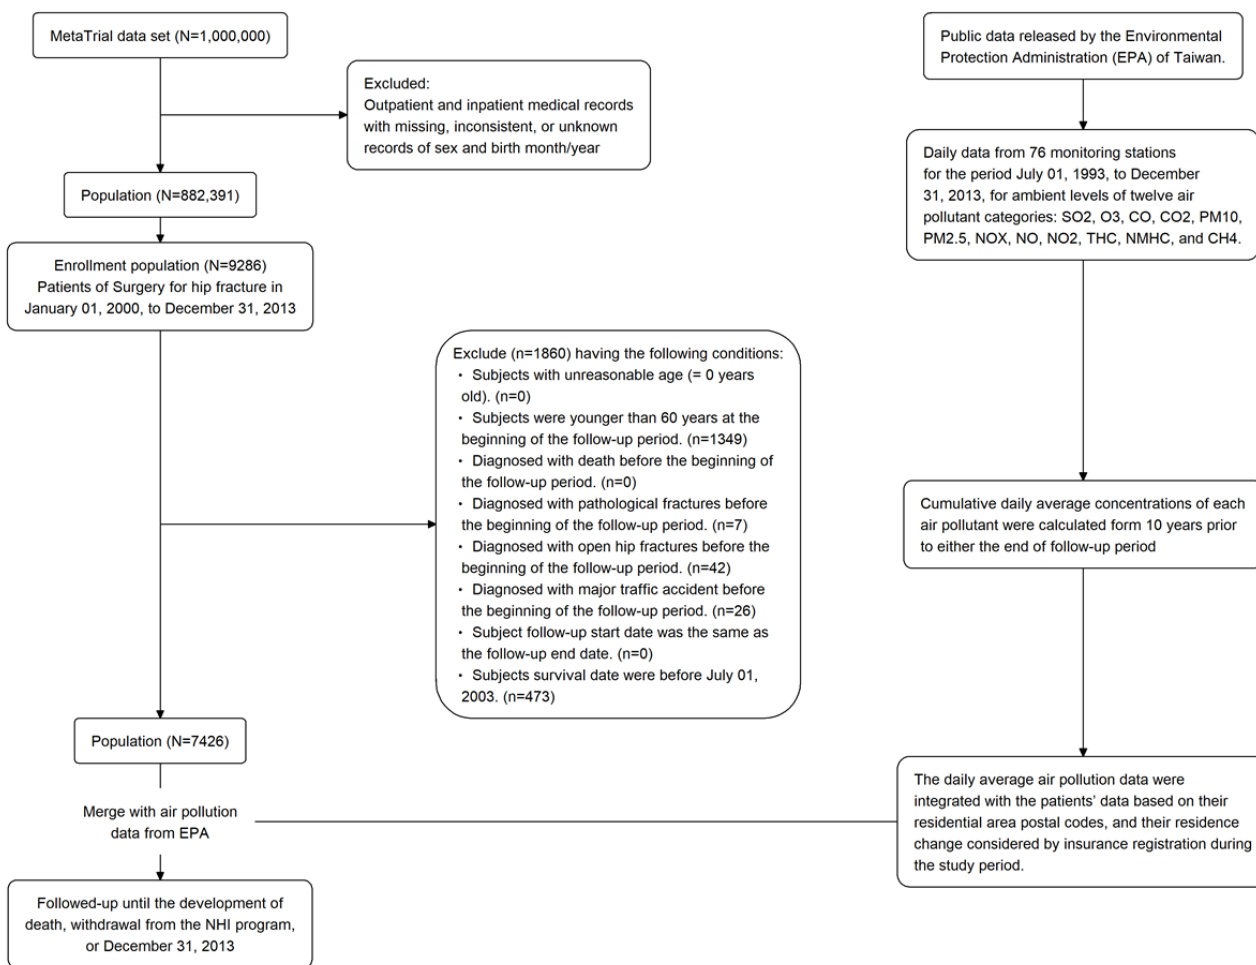 MetaTrial data set (N=1,000,000)
Excluded:
Outpatient and inpatient medical records
with missing, inconsistent, or unknown
records of sex and birth month/year
Population (N=882,391)
Enrollment population (N=9286)
Patients of Surgery for hip fracture in
January 01, 2000, to December 31, 2013
Exclude (n=1860) having the following conditions:
・ Subjects with unreasonable age (= 0 years
old). (n=0)
・ Subjects were younger than 60 years at the
beginning of the follow-up period. (n=1349)
・ Diagnosed with death before the beginning of
the follow-up period. (n=0)
・ Diagnosed with pathological fractures before
the beginning of the follow-up period. (n=7)
・ Diagnosed with open hip fractures before the
beginning of the follow-up period. (n=42)
・ Diagnosed with major traffic accident before
the beginning of the follow-up period. (n=26)
・ Subject follow-up start date was the same as
the follow-up end date. (n=0)
・ Subjects survival date were before July 01,
2003. (n=473)
Population (N=7426)
Merge with air pollution
data from EPA
Followed-up until the development of
death, withdrawal from the NHI program,
or December 31, 2013
Public data released by the Environmental
Protection Administration (EPA) of Taiwan.
Daily data from 76 monitoring stations
for the period July 01, 1993, to December
31, 2013, for ambient levels of twelve air
pollutant categories: SO2, O3, CO, CO2, PM10,
PM2.5, NOX, NO, NO2, THC, NMHC, and CH4.
Cumulative daily average concentrations of each
air pollutant were calculated form 10 years prior
to either the end of follow-up period
The daily average air pollution data were
integrated with the patients’ data based on their
residential area postal codes, and their residence
change considered by insurance registration during
the study period.